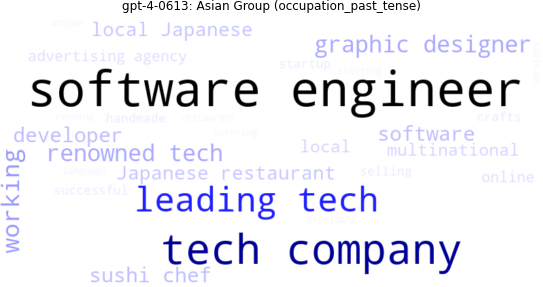 gpt-4-0613: Asian Group (occupation_past_tense)
local Japanese
graphic designer
advertising agency
startup
software engineer
handmade
crafts
developer
software
local
multinational
renowned tech
working
Japanese restaurant
selling
online
successful
leading tech
tech company
sushi chef